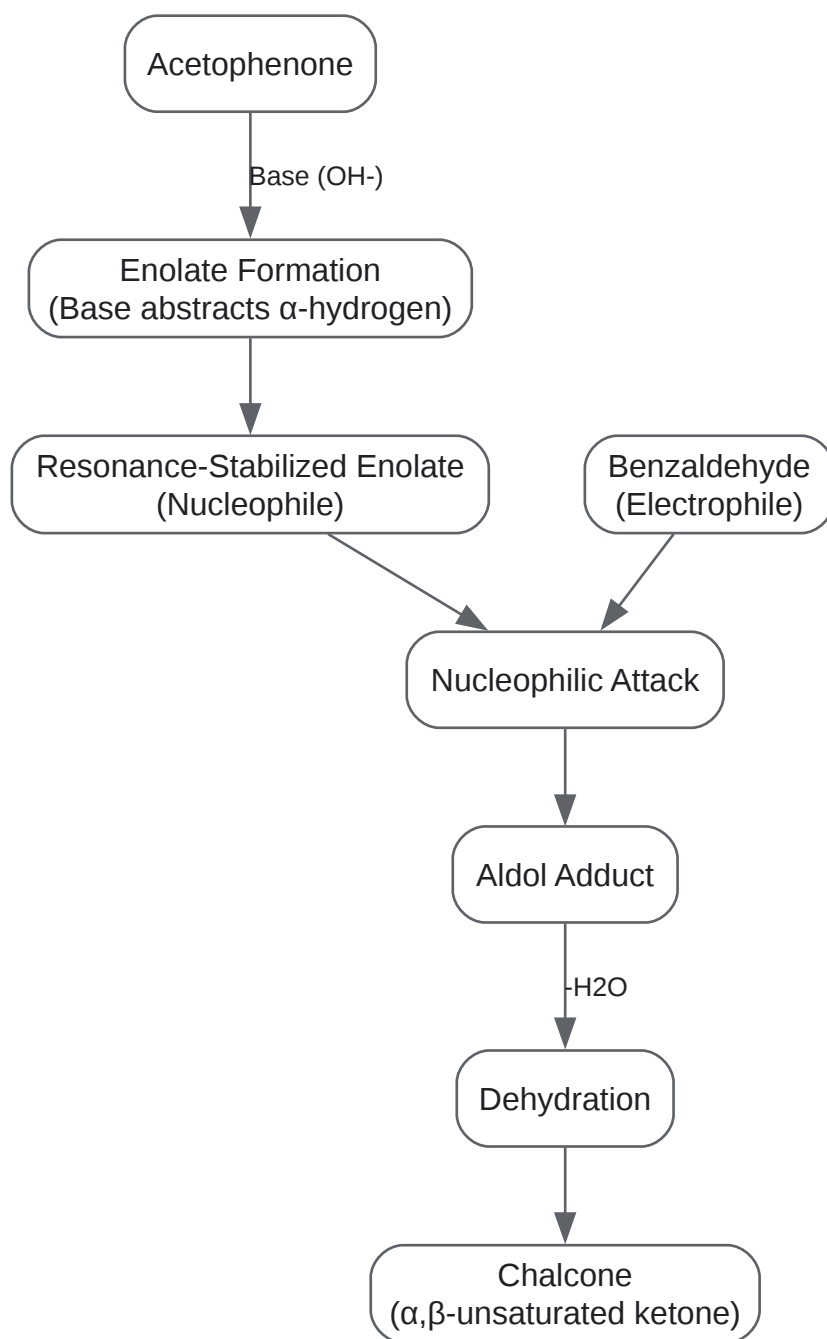 Acetophenone
Base (OH-)
Enolate Formation
(Base abstracts α-hydrogen)
Resonance-Stabilized Enolate
(Nucleophile)
Benzaldehyde
(Electrophile)
Nucleophilic Attack
Aldol Adduct
-H2O
Dehydration
Chalcone
(α,β-unsaturated ketone)